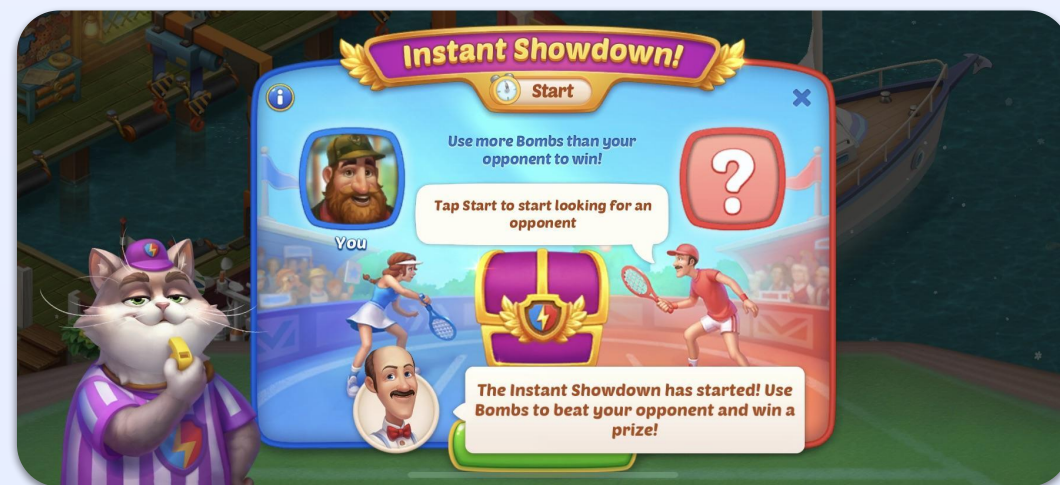 Instant Showdown!
Start
Use more Bombs than your
opponent to win!
Tap Start to start looking for an
opponent
You
The Instant Showdown has started! Use
Bombs to beat your opponent and win a
prize!